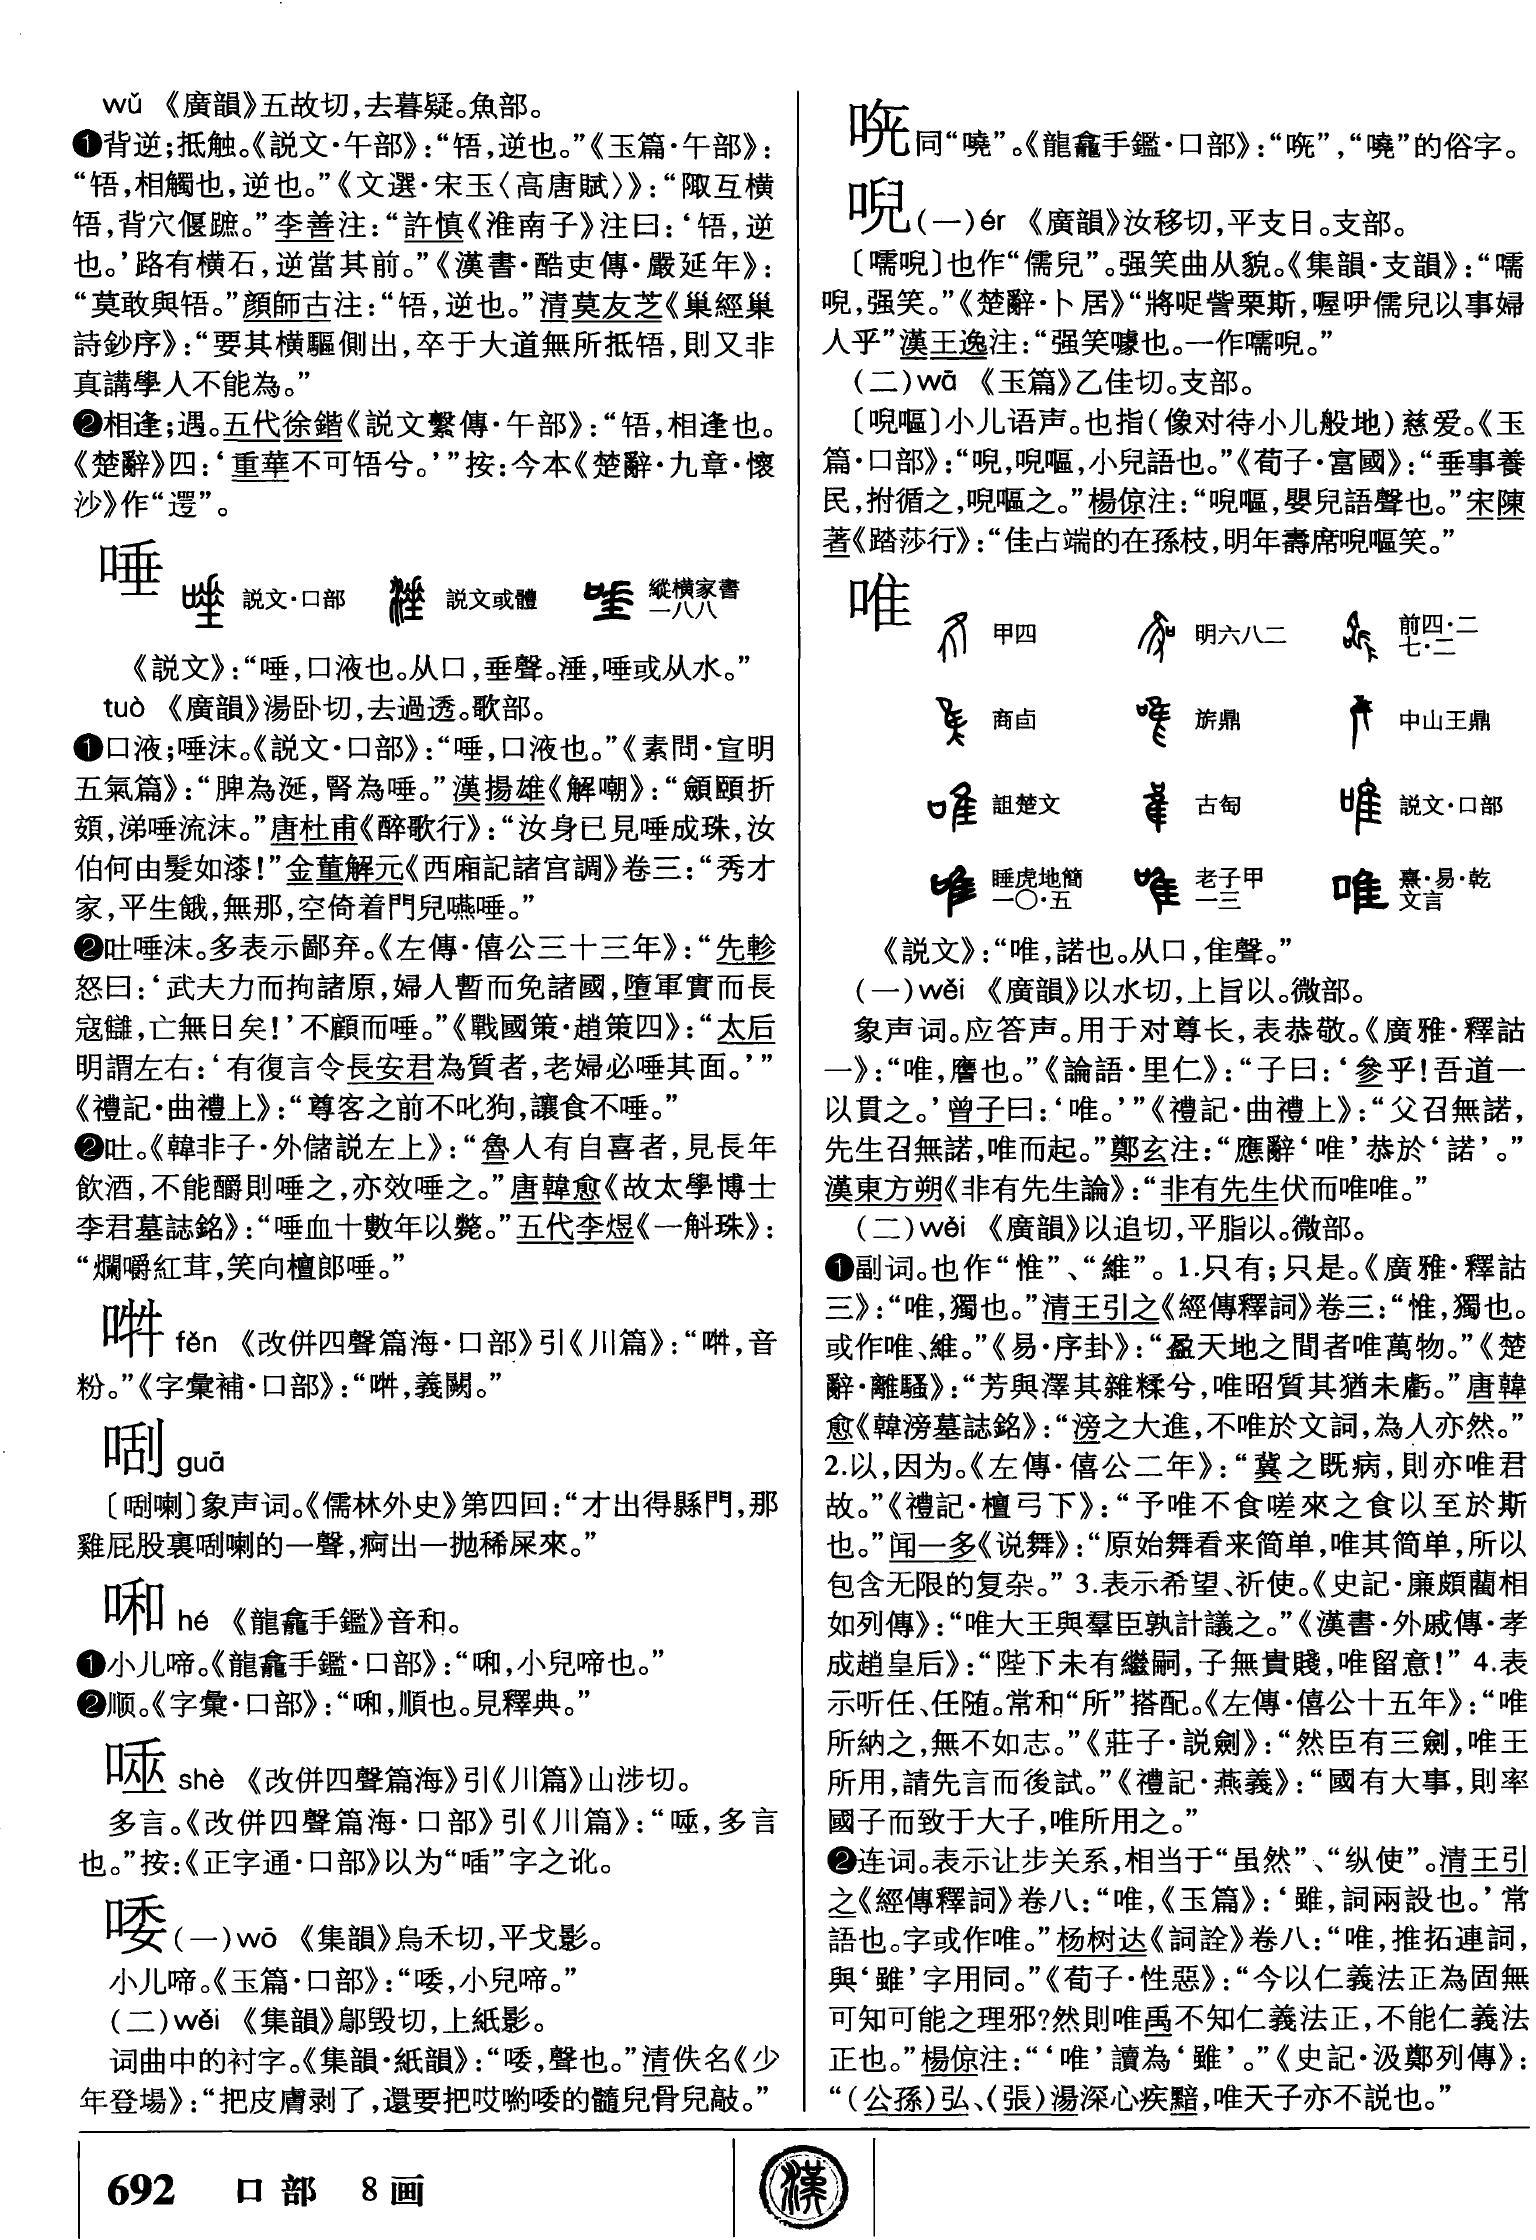 wǔ 《廣韻》五故切，去暮疑。魚部。
❶背逆；抵触。《説文·午部》：“啎，逆也。”《玉篇·午部》：
“啎，相觸也，逆也。”《文選·宋玉〈高唐賦〉》：“陬互横
啎，背穴偃蹠。”李善注：“許慎《淮南子》注曰：‘啎，逆
也。’路有横石，逆當其前。”《漢書·酷吏傳·嚴延年》：
“莫敢與啎。”顔師古注：“啎，逆也。”清莫友芝《巢經巢
詩鈔序》：“要其横驅側出，卒于大道無所抵啎，則又非
真講學人不能為。”
❷相逢；遇。五代徐鍇《説文繫傳·午部》：“啎，相逢也。
《楚辭》四：‘重華不可啎兮。’”按：今本《楚辭·九章·懷
沙》作“遻”。
唾 説文·口部 説文或體 縱横家書
一八八
《説文》：“唾，口液也。从口，垂聲。涶，唾或从水。”
tuò 《廣韻》湯卧切，去過透。歌部。
❶口液；唾沫。《説文·口部》：“唾，口液也。”《素問·宣明
五氣篇》：“脾為涎，腎為唾。”漢揚雄《解嘲》：“顩頤折
頞，涕唾流沫。”唐杜甫《醉歌行》：“汝身已見唾成珠，汝
伯何由髮如漆！”金董解元《西廂記諸宫調》卷三：“秀才
家，平生餓，無那，空倚着門兒嚥唾。”
❷吐唾沫。多表示鄙弃。《左傳·僖公三十三年》：“先軫
怒曰：‘武夫力而拘諸原，婦人暫而免諸國，墮軍實而長
寇讎，亡無日矣！’不顧而唾。”《戰國策·趙策四》：“太后
明謂左右：‘有復言令長安君為質者，老婦必唾其面。’”
《禮記·曲禮上》：“尊客之前不叱狗，讓食不唾。”
❷吐。《韓非子·外儲説左上》：“魯人有自喜者，見長年
飲酒，不能釂則唾之，亦效唾之。”唐韓愈《故太學博士
李君墓誌銘》：“唾血十數年以斃。”五代李煜《一斛珠》：
“爛嚼紅茸，笑向檀郎唾。”
fěn 《改併四聲篇海·口部》引《川篇》：“，音
粉。”《字彙補·口部》：“，義闕。”
㖪 guā
〔㖪喇〕象声词。《儒林外史》第四回：“才出得縣門，那
雞屁股裏㖪喇的一聲，痾出一抛稀屎來。”
啝 hé 《龍龕手鑑》音和。
❶小儿啼。《龍龕手鑑·口部》：“啝，小兒啼也。”
❷顺。《字彙·口部》：“啝，順也。見釋典。”
shè 《改併四聲篇海》引《川篇》山涉切。
多言。《改併四聲篇海·口部》引《川篇》：“，多言
也。”按：《正字通·口部》以为“”字之讹。
唩(一)wō 《集韻》烏禾切，平戈影。
小儿啼。《玉篇·口部》：“唩，小兒啼。”
(二)wěi 《集韻》鄔毁切，上紙影。
词曲中的衬字。《集韻·紙韻》：“唩，聲也。”清佚名《少
年登場》：“把皮膚剥了，還要把哎喲唩的髓兒骨兒敲。”
㖠同“嘵”。《龍龕手鑑·口部》：“”，“嘵”的俗字。
唲(一)ér 《廣韻》汝移切，平支日。支部。
〔嚅唲〕也作“儒兒”。强笑曲从貌。《集韻·支韻》：“嚅
唲，强笑。”《楚辭·卜居》“將哫訾栗斯，喔咿儒兒以事婦
人乎”漢王逸注：“强笑噱也。一作嚅唲。”
(二)wā 《玉篇》乙佳切。支部。
〔唲嘔〕小儿语声。也指(像对待小儿般地)慈爱。《玉
篇·口部》：“唲，唲嘔，小兒語也。”《荀子·富國》：“垂事養
民，拊循之，唲嘔之。”楊倞注：“唲嘔，嬰兒語聲也。”宋陳
著《踏莎行》：“佳占端的在孫枝，明年壽席唲嘔笑。”
唯 甲四 明六八二 前四·二
七·二
商卣 旂鼎 中山王鼎
詛楚文 古匋 説文·口部
睡虎地簡
一〇·五 老子甲
一三 熹·易·乾
文言
《説文》：“唯，諾也。从口，隹聲。”
(一)wěi 《廣韻》以水切，上旨以。微部。
象声词。应答声。用于对尊长，表恭敬。《廣雅·釋詁
一》：“唯，譍也。”《論語·里仁》：“子曰：‘參乎！吾道一
以貫之。’曾子曰：‘唯。’”《禮記·曲禮上》：“父召無諾，
先生召無諾，唯而起。”鄭玄注：“應辭‘唯’恭於‘諾’。”
漢東方朔《非有先生論》：“非有先生伏而唯唯。”
(二)wěi 《廣韻》以追切，平脂以。微部。
❶副词。也作“惟”、“維”。1.只有；只是。《廣雅·釋詁
三》：“唯，獨也。”清王引之《經傳釋詞》卷三：“惟，獨也。
或作唯、維。”《易·序卦》：“盈天地之間者唯萬物。”《楚
辭·離騷》：“芳與澤其雜糅兮，唯昭質其猶未虧。”唐韓
愈《韓滂墓誌銘》：“滂之大進，不唯於文詞，為人亦然。”
2.以，因为。《左傳·僖公二年》：“冀之既病，則亦唯君
故。”《禮記·檀弓下》：“予唯不食嗟來之食以至於斯
也。”闻一多《说舞》：“原始舞看来简单，唯其简单，所以
包含无限的复杂。” 3.表示希望、祈使。《史記·廉頗藺相
如列傳》：“唯大王與羣臣孰計議之。”《漢書·外戚傳·孝
成趙皇后》：“陛下未有繼嗣，子無貴賤，唯留意！” 4.表
示听任、任随。常和“所”搭配。《左傳·僖公十五年》：“唯
所納之，無不如志。”《莊子·説劍》：“然臣有三劍，唯王
所用，請先言而後試。”《禮記·燕義》：“國有大事，則率
國子而致于大子，唯所用之。”
❷连词。表示让步关系，相当于“虽然”、“纵使”。清王引
之《經傳釋詞》卷八：“唯，《玉篇》：‘雖，詞兩設也。’常
語也。字或作唯。”杨树达《詞詮》卷八：“唯，推拓連詞，
與‘雖’字用同。”《荀子·性惡》：“今以仁義法正為固無
可知可能之理邪？然則唯禹不知仁義法正，不能仁義法
正也。”楊倞注：“‘唯’讀為‘雖’。”《史記·汲鄭列傳》：
“(公孫)弘、(張)湯深心疾黯，唯天子亦不説也。”
692 口部 8画
漢